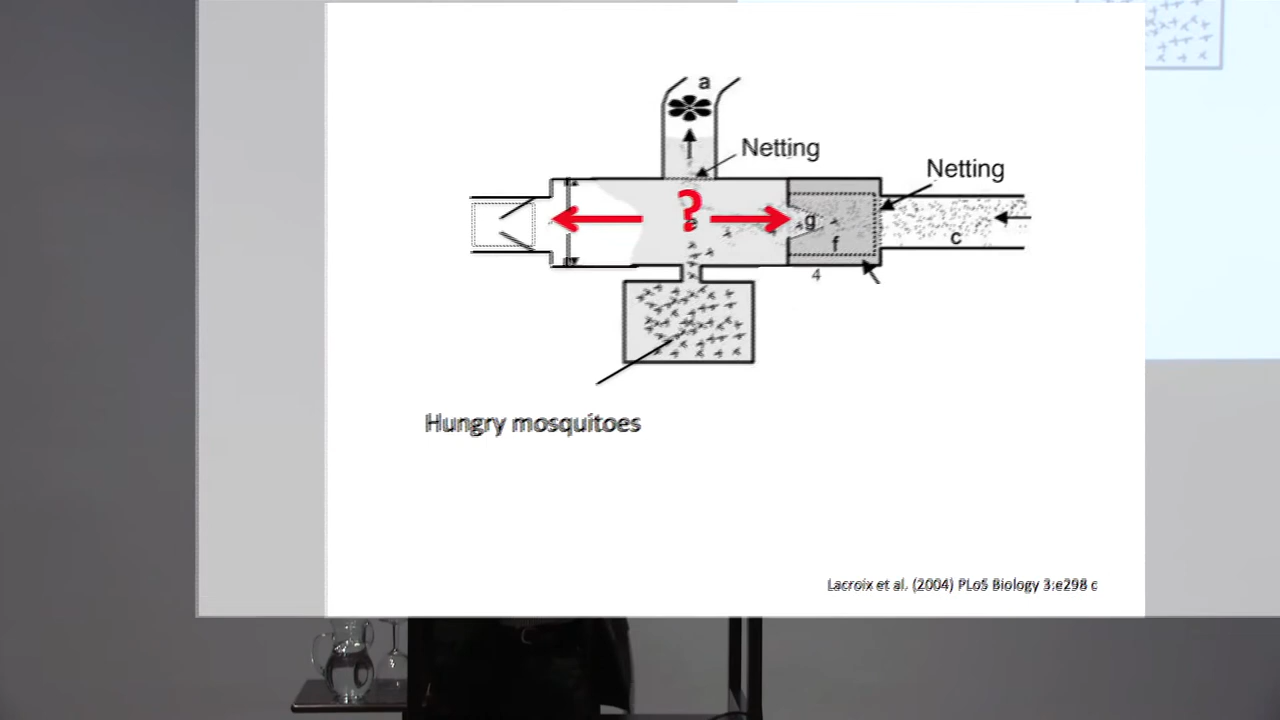 a
Netting
Netting
?
e
g
f
c
4
Hungry mosquitoes
Lacroix et al. (2004) PLoS Biology 3:e298 c